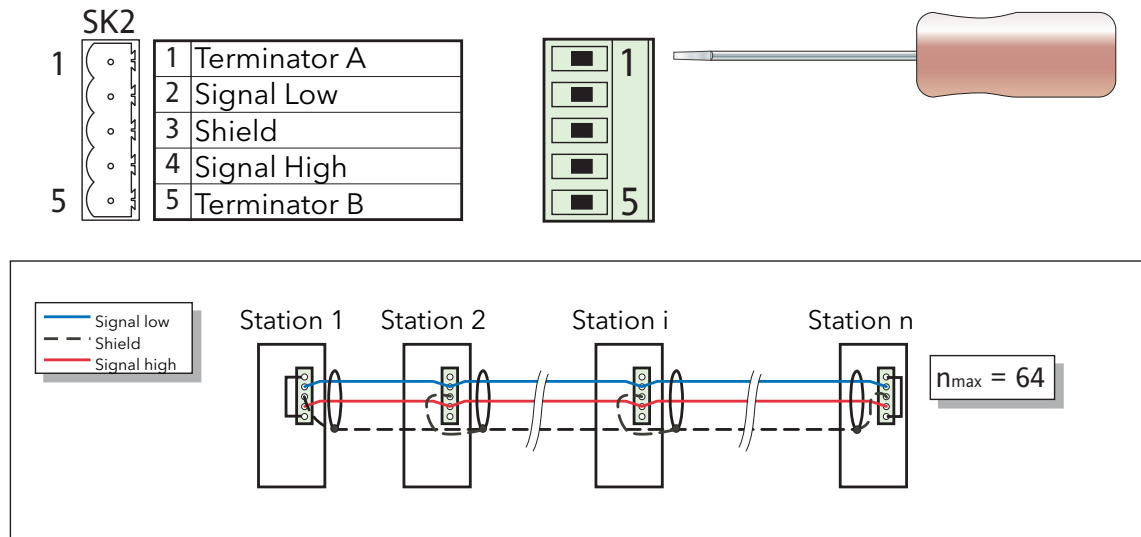 SK2
1
5
1 Terminator A
2 Signal Low
3 Shield
4 Signal High
5 Terminator B
1
5
Signal low
Shield
Signal high
Station 1
Station 2
Station i
Station n
nmax = 64